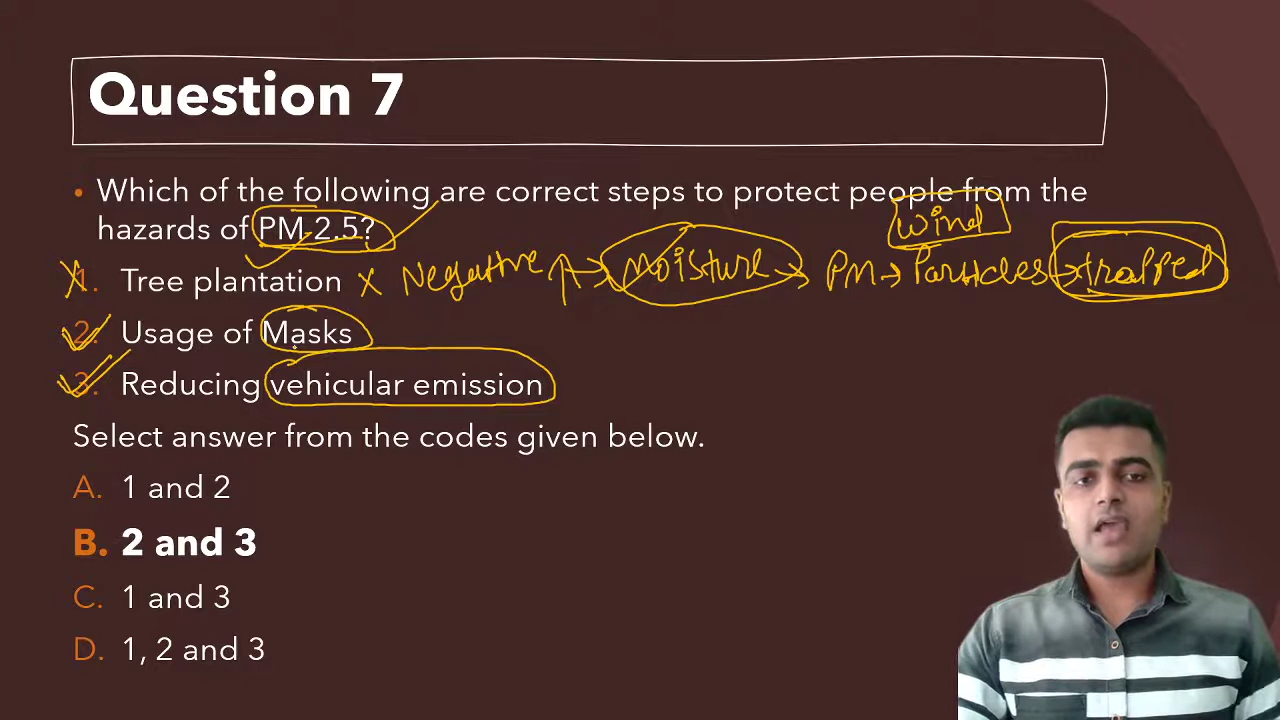 Question 7
• Which of the following are correct steps to protect people from the
hazards of PM 2.5?
wind
1. Tree plantation x Negative ↑→ Moisture → PM → Particles → trapped
2. Usage of Masks
3. Reducing vehicular emission
Select answer from the codes given below.
A. 1 and 2
B. 2 and 3
C. 1 and 3
D. 1, 2 and 3